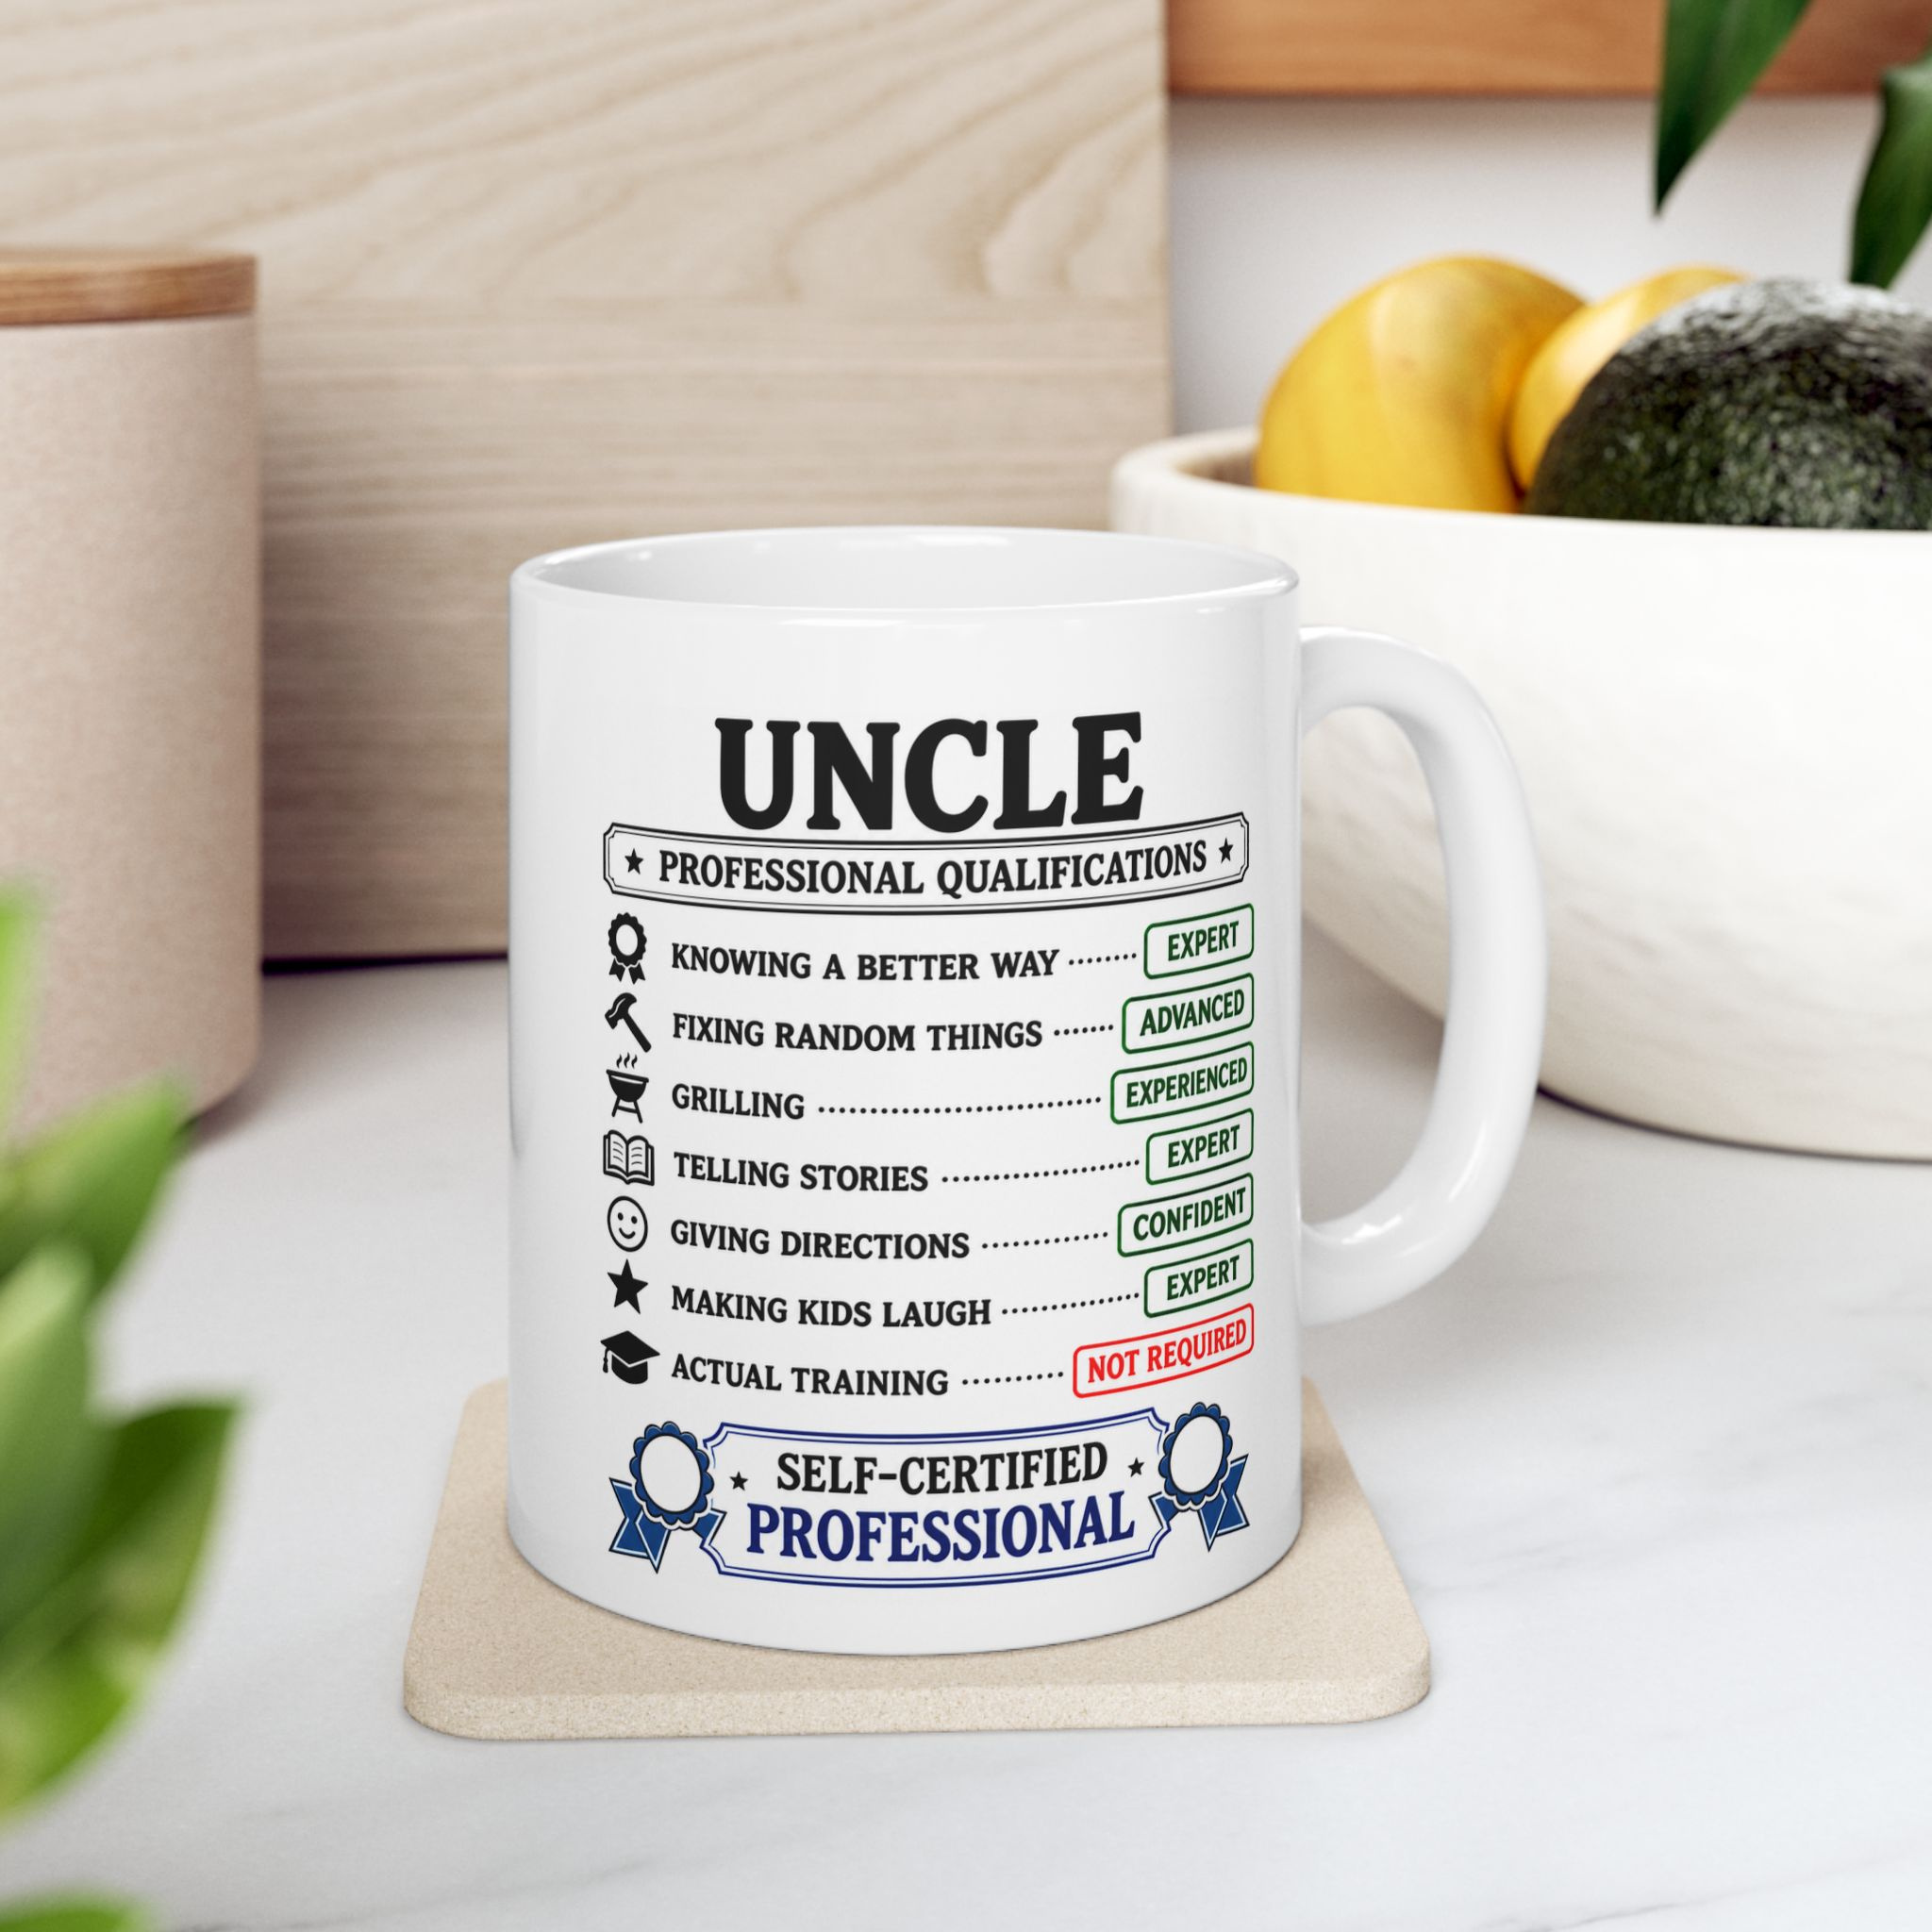 UNCLE
★ PROFESSIONAL QUALIFICATIONS ★
KNOWING A BETTER WAY ........ EXPERT
FIXING RANDOM THINGS ....... ADVANCED
GRILLING ............................ EXPERIENCED
TELLING STORIES .................... EXPERT
GIVING DIRECTIONS ............. CONFIDENT
MAKING KIDS LAUGH .............. EXPERT
ACTUAL TRAINING .......... NOT REQUIRED
★ SELF-CERTIFIED ★
PROFESSIONAL